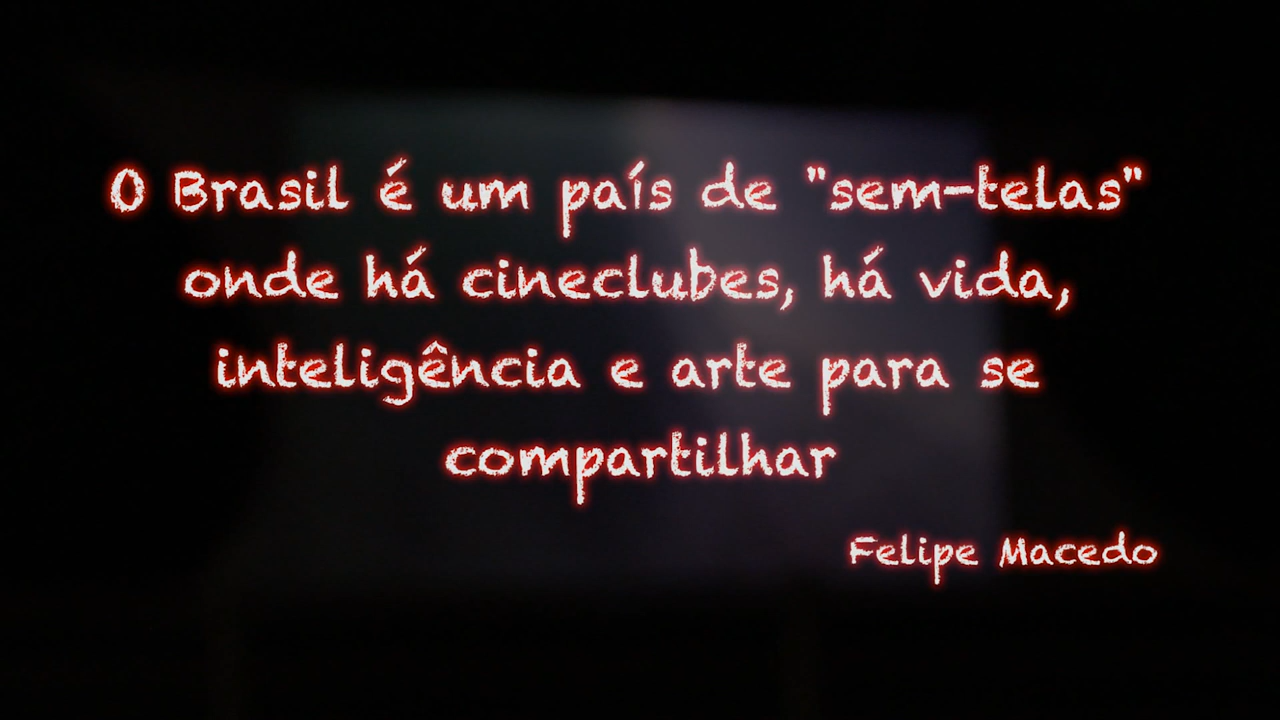 O Brasil é um país de "sem-telas"
onde há cineclubes, há vida,
inteligência e arte para se
compartilhar
Felipe Macedo